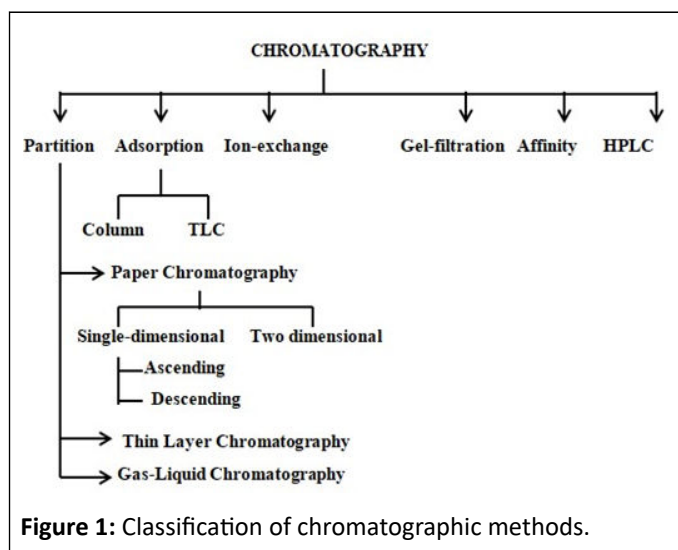 CHROMATOGRAPHY
Partition Adsorption Ion-exchange Gel-filtration Affinity HPLC
Column TLC
Paper Chromatography
Single-dimensional Two dimensional
Ascending
Descending
Thin Layer Chromatography
Gas-Liquid Chromatography
Figure 1: Classification of chromatographic methods.